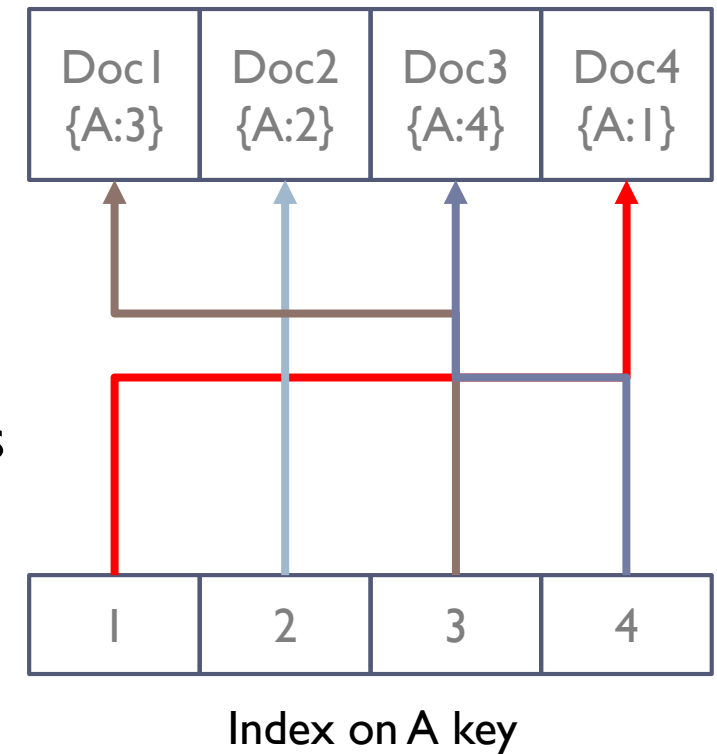 Doc1 Doc2 Doc3 Doc4
{A:3} {A:2} {A:4} {A:1}
s
1 2 3 4
Index on A key